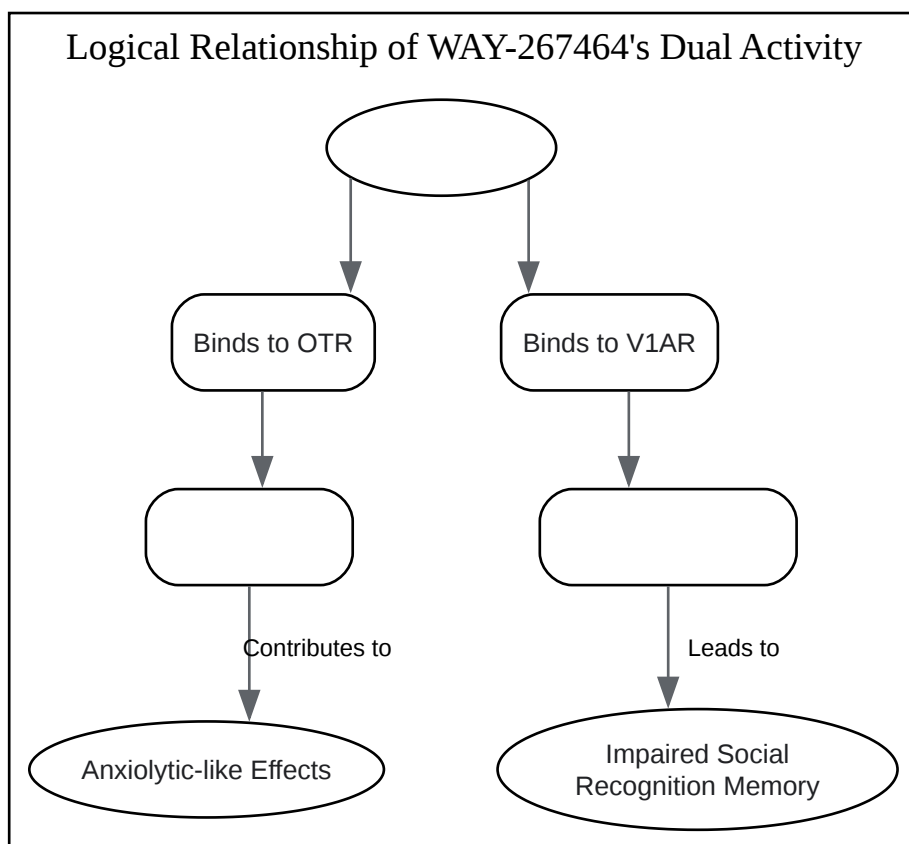 Logical Relationship of WAY-267464's Dual Activity
Binds to OTR
Binds to V1AR
Contributes to
Leads to
Anxiolytic-like Effects
Impaired Social
Recognition Memory